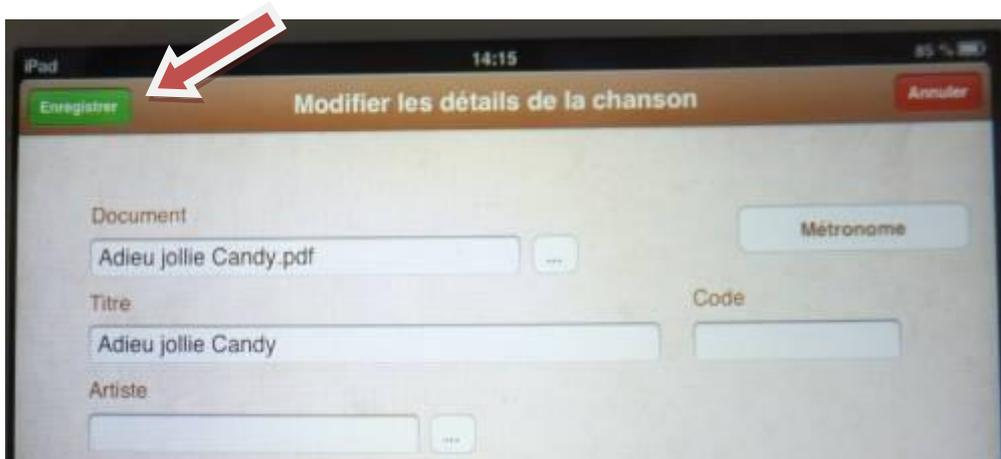 iPad 14:15 85 %
Enregistrer Modifier les détails de la chanson Annuler
Document
Métronome
Adieu jollie Candy.pdf ...
Titre Code
Adieu jollie Candy
Artiste
...